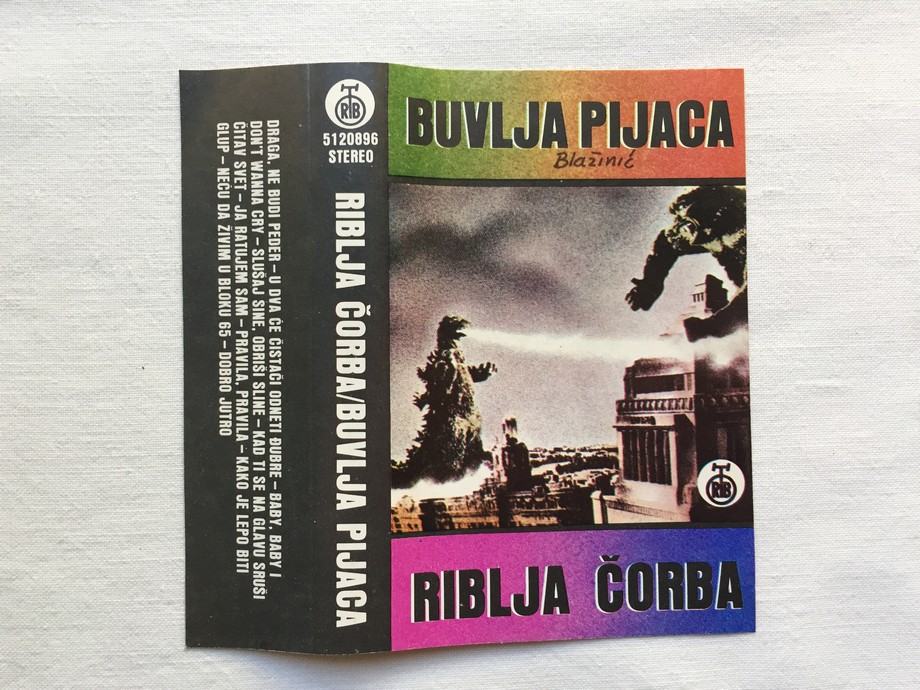 BUVLJA PIJACA
Blažinić
RTB
RIBLJA ČORBA
RTB
5120896
STEREO
RIBLJA ČORBA/BUVLJA PIJACA
DRAGA, NE BUDI PEDER – U DVA ĆE ČISTAČI ODNETI ĐUBRE – BABY, BABY I
DON'T WANNA CRY – SLUŠAJ SINE, OBRIŠI SLINE – KAD TI SE NA GLAVU SRUŠI
ČITAV SVET – JA RATUJEM SAM – PRAVILA, PRAVILA – KAKO JE LEPO BITI
GLUP – NEĆU DA ŽIVIM U BLOKU 65 – DOBRO JUTRO